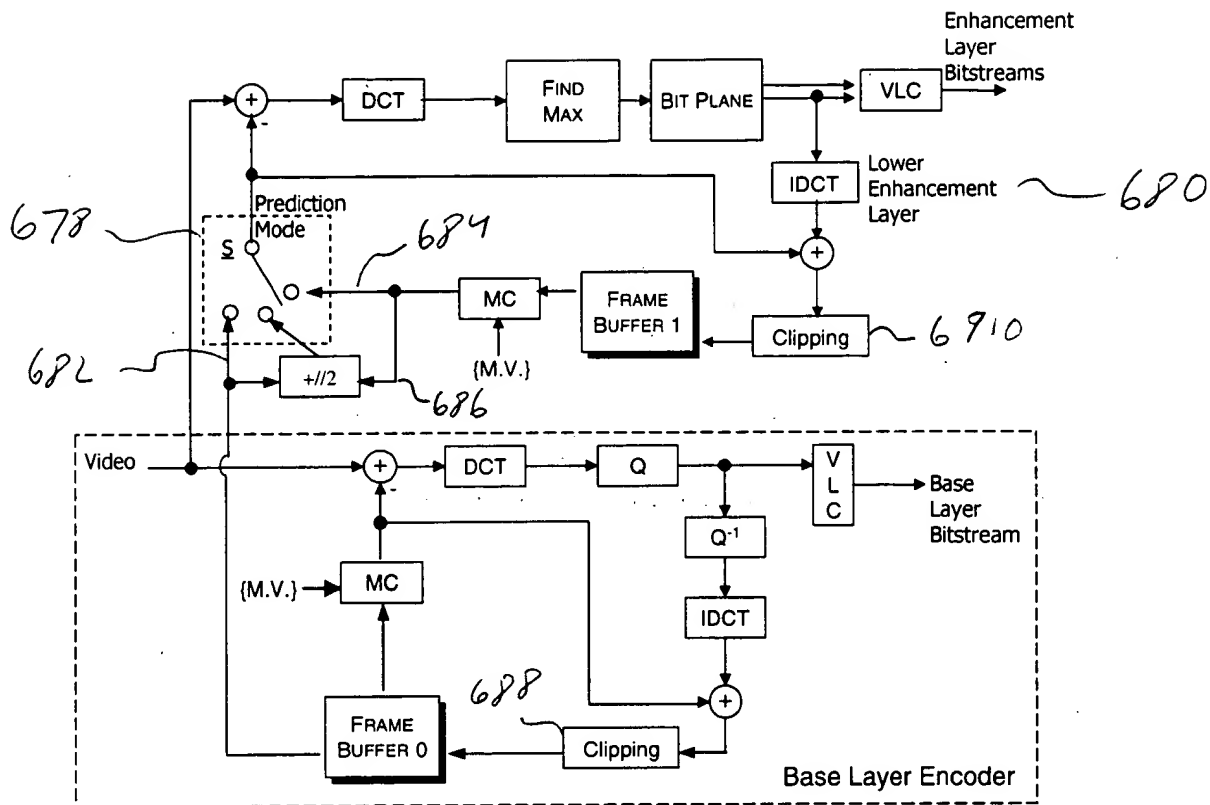 Enhancement
Layer
Bitstreams
+
-
DCT
FIND
MAX
BIT PLANE
VLC
IDCT
Lower
Enhancement
Layer
680
Prediction
Mode
678
S
684
+
MC
FRAME
BUFFER 1
Clipping
6910
{M.V.}
682
+//2
686
Video
+
-
DCT
Q
V
L
C
Base
Layer
Bitstream
Q-1
{M.V.}
MC
IDCT
+
688
FRAME
BUFFER 0
Clipping
Base Layer Encoder